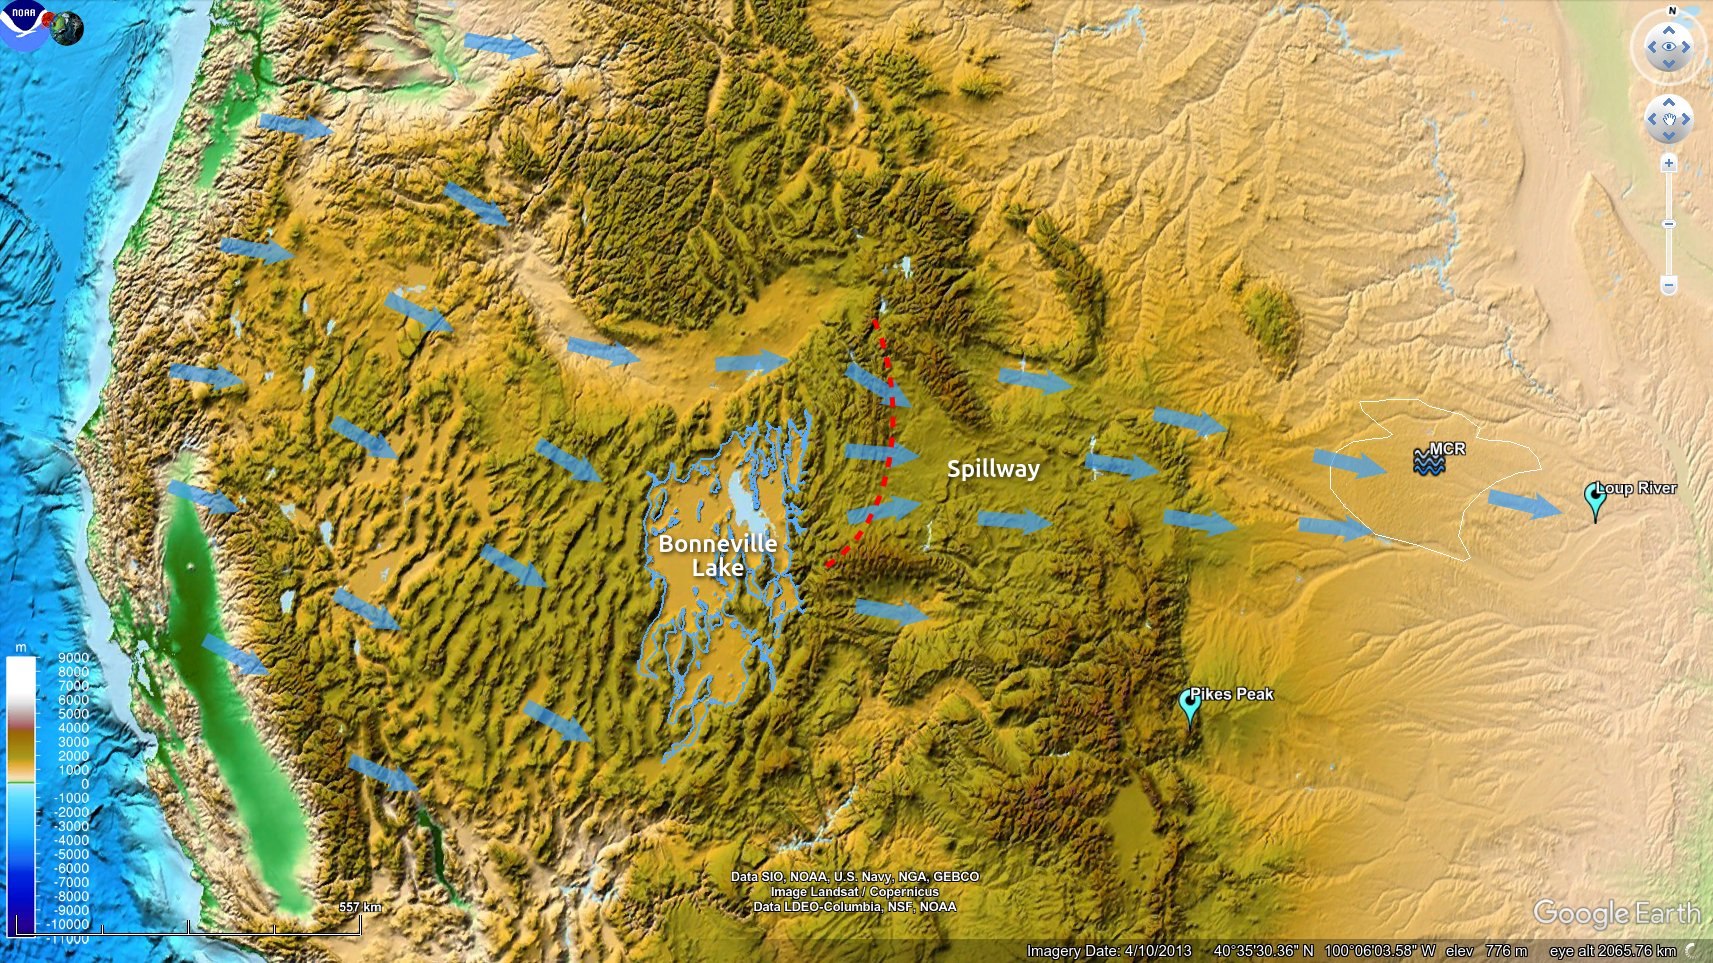 NOAA
N
MCR
Spillway
Loup River
Bonneville
Lake
Pikes Peak
m
9000
8000
7000
6000
5000
4000
3000
2000
1000
0
-1000
-2000
-3000
-4000
-5000
-6000
-7000
-8000
-9000
-10000
-11000
557 km
Data SIO, NOAA, U.S. Navy, NGA, GEBCO
Image Landsat / Copernicus
Data LDEO-Columbia, NSF, NOAA
Google Earth
Imagery Date: 4/10/2013 40°35'30.36" N 100°06'03.58" W elev 776 m eye alt 2065.76 km